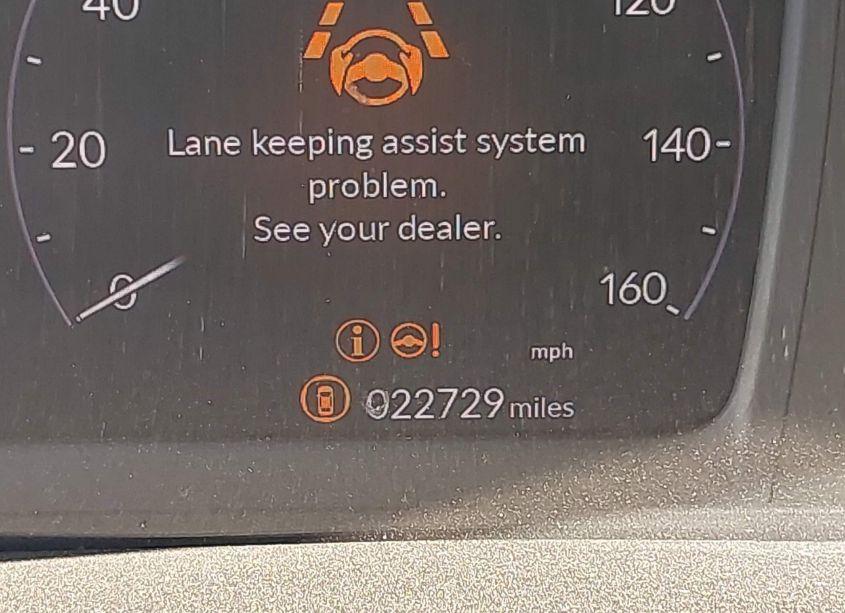 40 120
20 Lane keeping assist system 140
problem.
See your dealer.
0 160
i ! mph
022729 miles